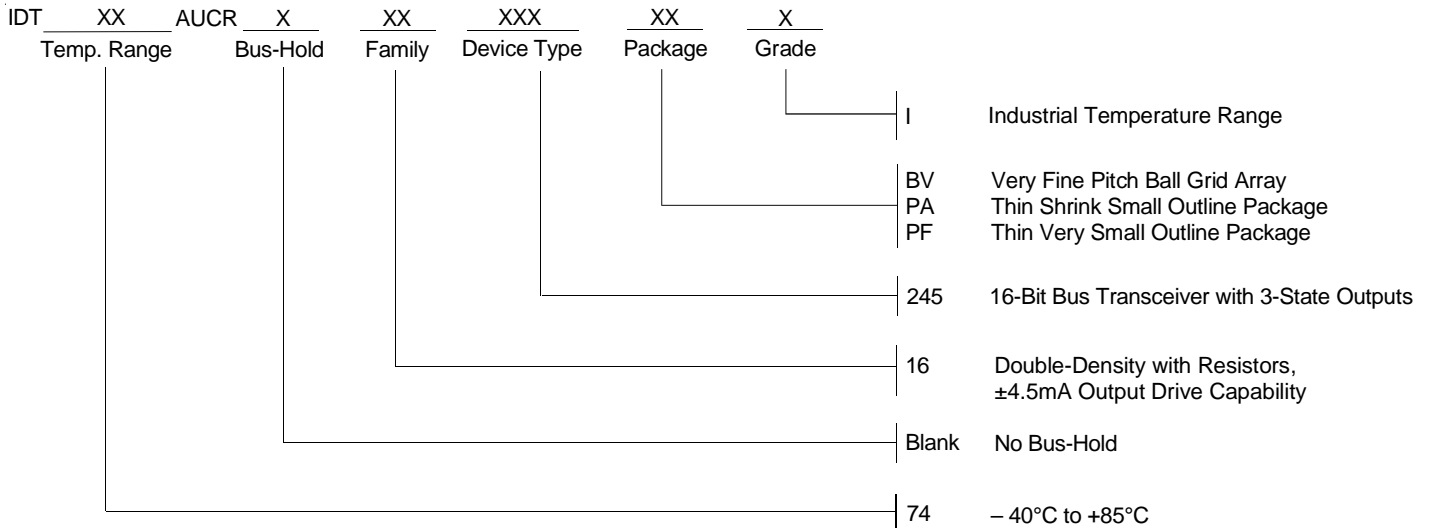 IDT XX AUCR X XX XXX XX X
Temp. Range Bus-Hold Family Device Type Package Grade
I Industrial Temperature Range
BV Very Fine Pitch Ball Grid Array
PA Thin Shrink Small Outline Package
PF Thin Very Small Outline Package
245 16-Bit Bus Transceiver with 3-State Outputs
16 Double-Density with Resistors,
±4.5mA Output Drive Capability
Blank No Bus-Hold
74 – 40°C to +85°C